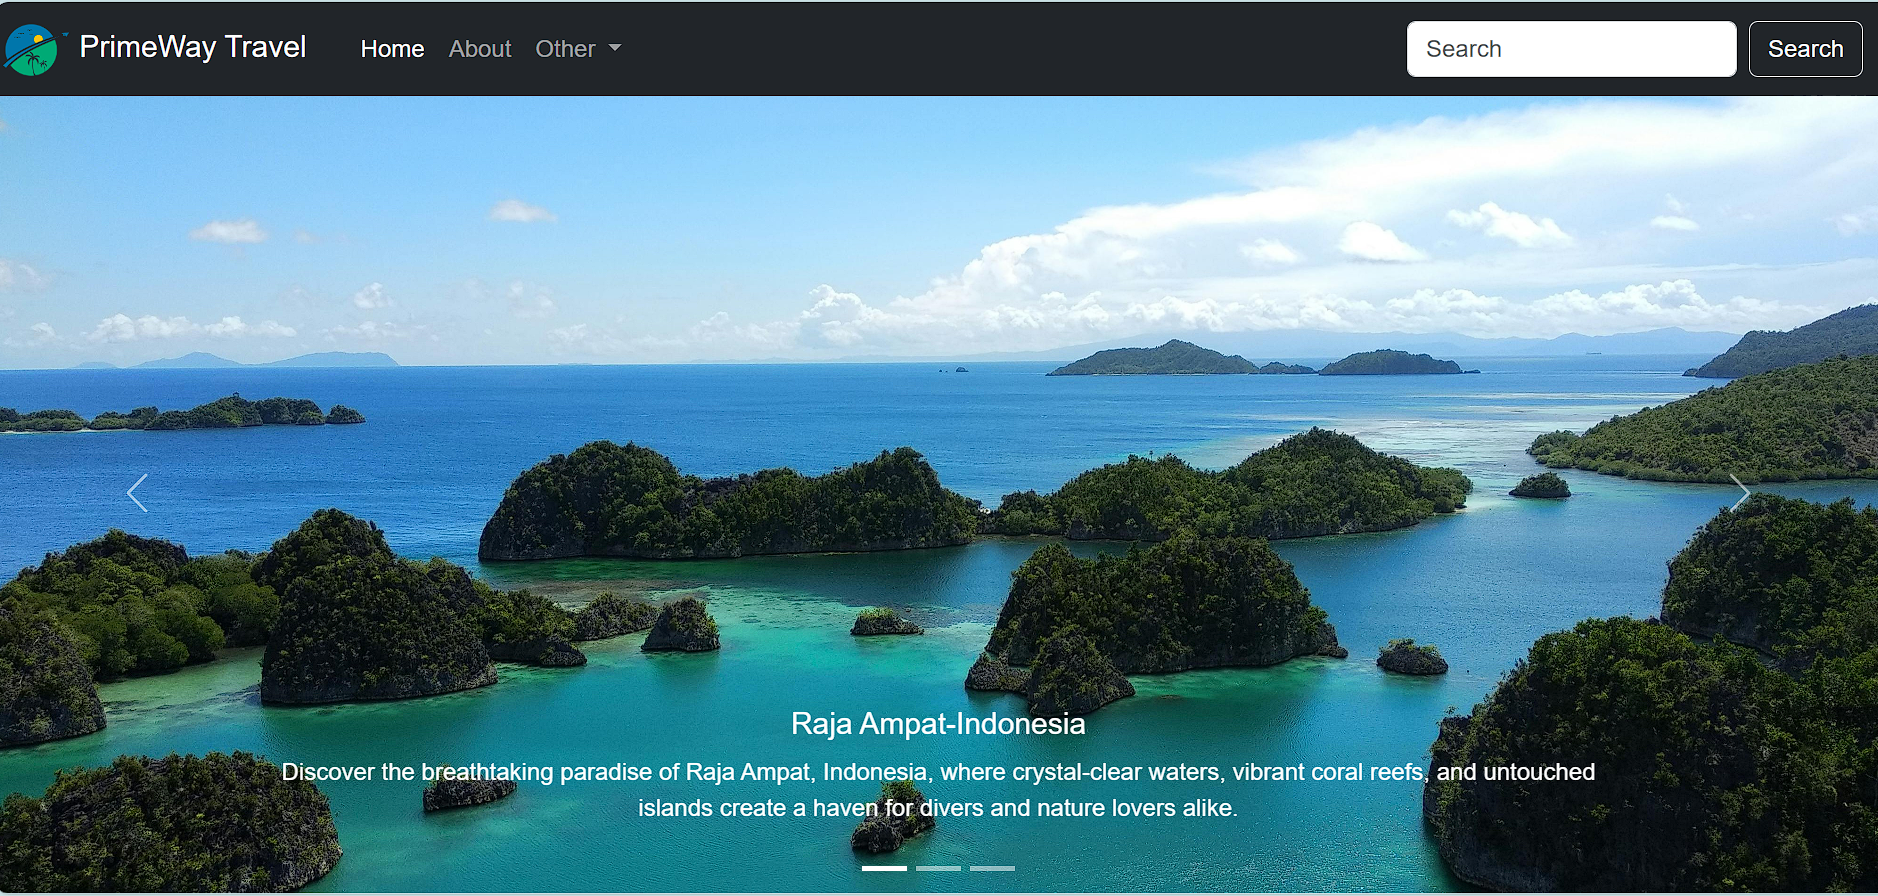 PrimeWay Travel
Home
About
Other
Search
Search
Raja Ampat-Indonesia
Discover the breathtaking paradise of Raja Ampat, Indonesia, where crystal-clear waters, vibrant coral reefs, and untouched
islands create a haven for divers and nature lovers alike.